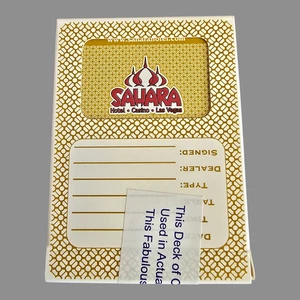 SAHARA
Hotel • Casino • Las Vegas
SIGNED:
DEALER:
TYPE:
This Deck of
Used in Actua
This Fabulous